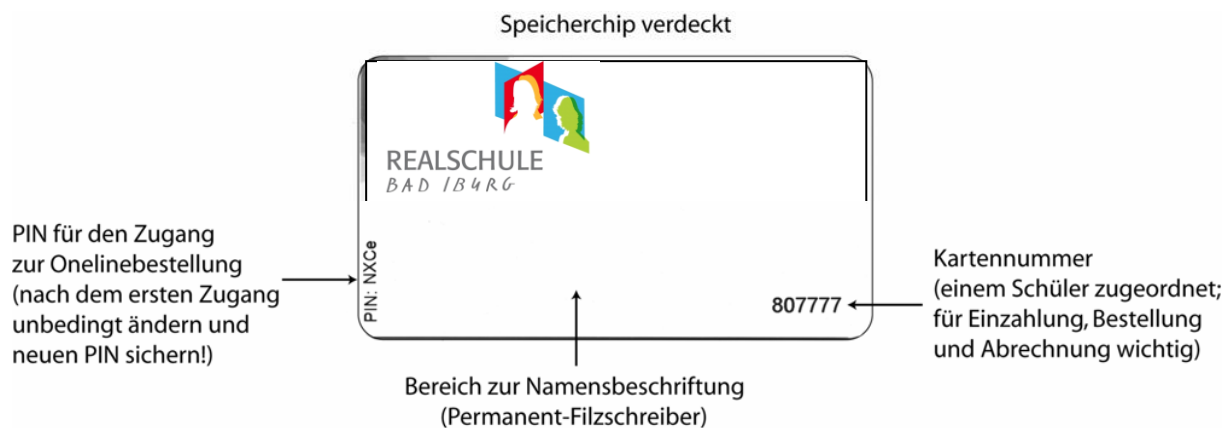 Speicherchip verdeckt
REALSCHULE
BAD IBURG
PIN für den Zugang
zur Onelinebestellung
(nach dem ersten Zugang
unbedingt ändern und
neuen PIN sichern!)
PIN: NXCe
807777
Kartennummer
(einem Schüler zugeordnet;
für Einzahlung, Bestellung
und Abrechnung wichtig)
Bereich zur Namensbeschriftung
(Permanent-Filzschreiber)